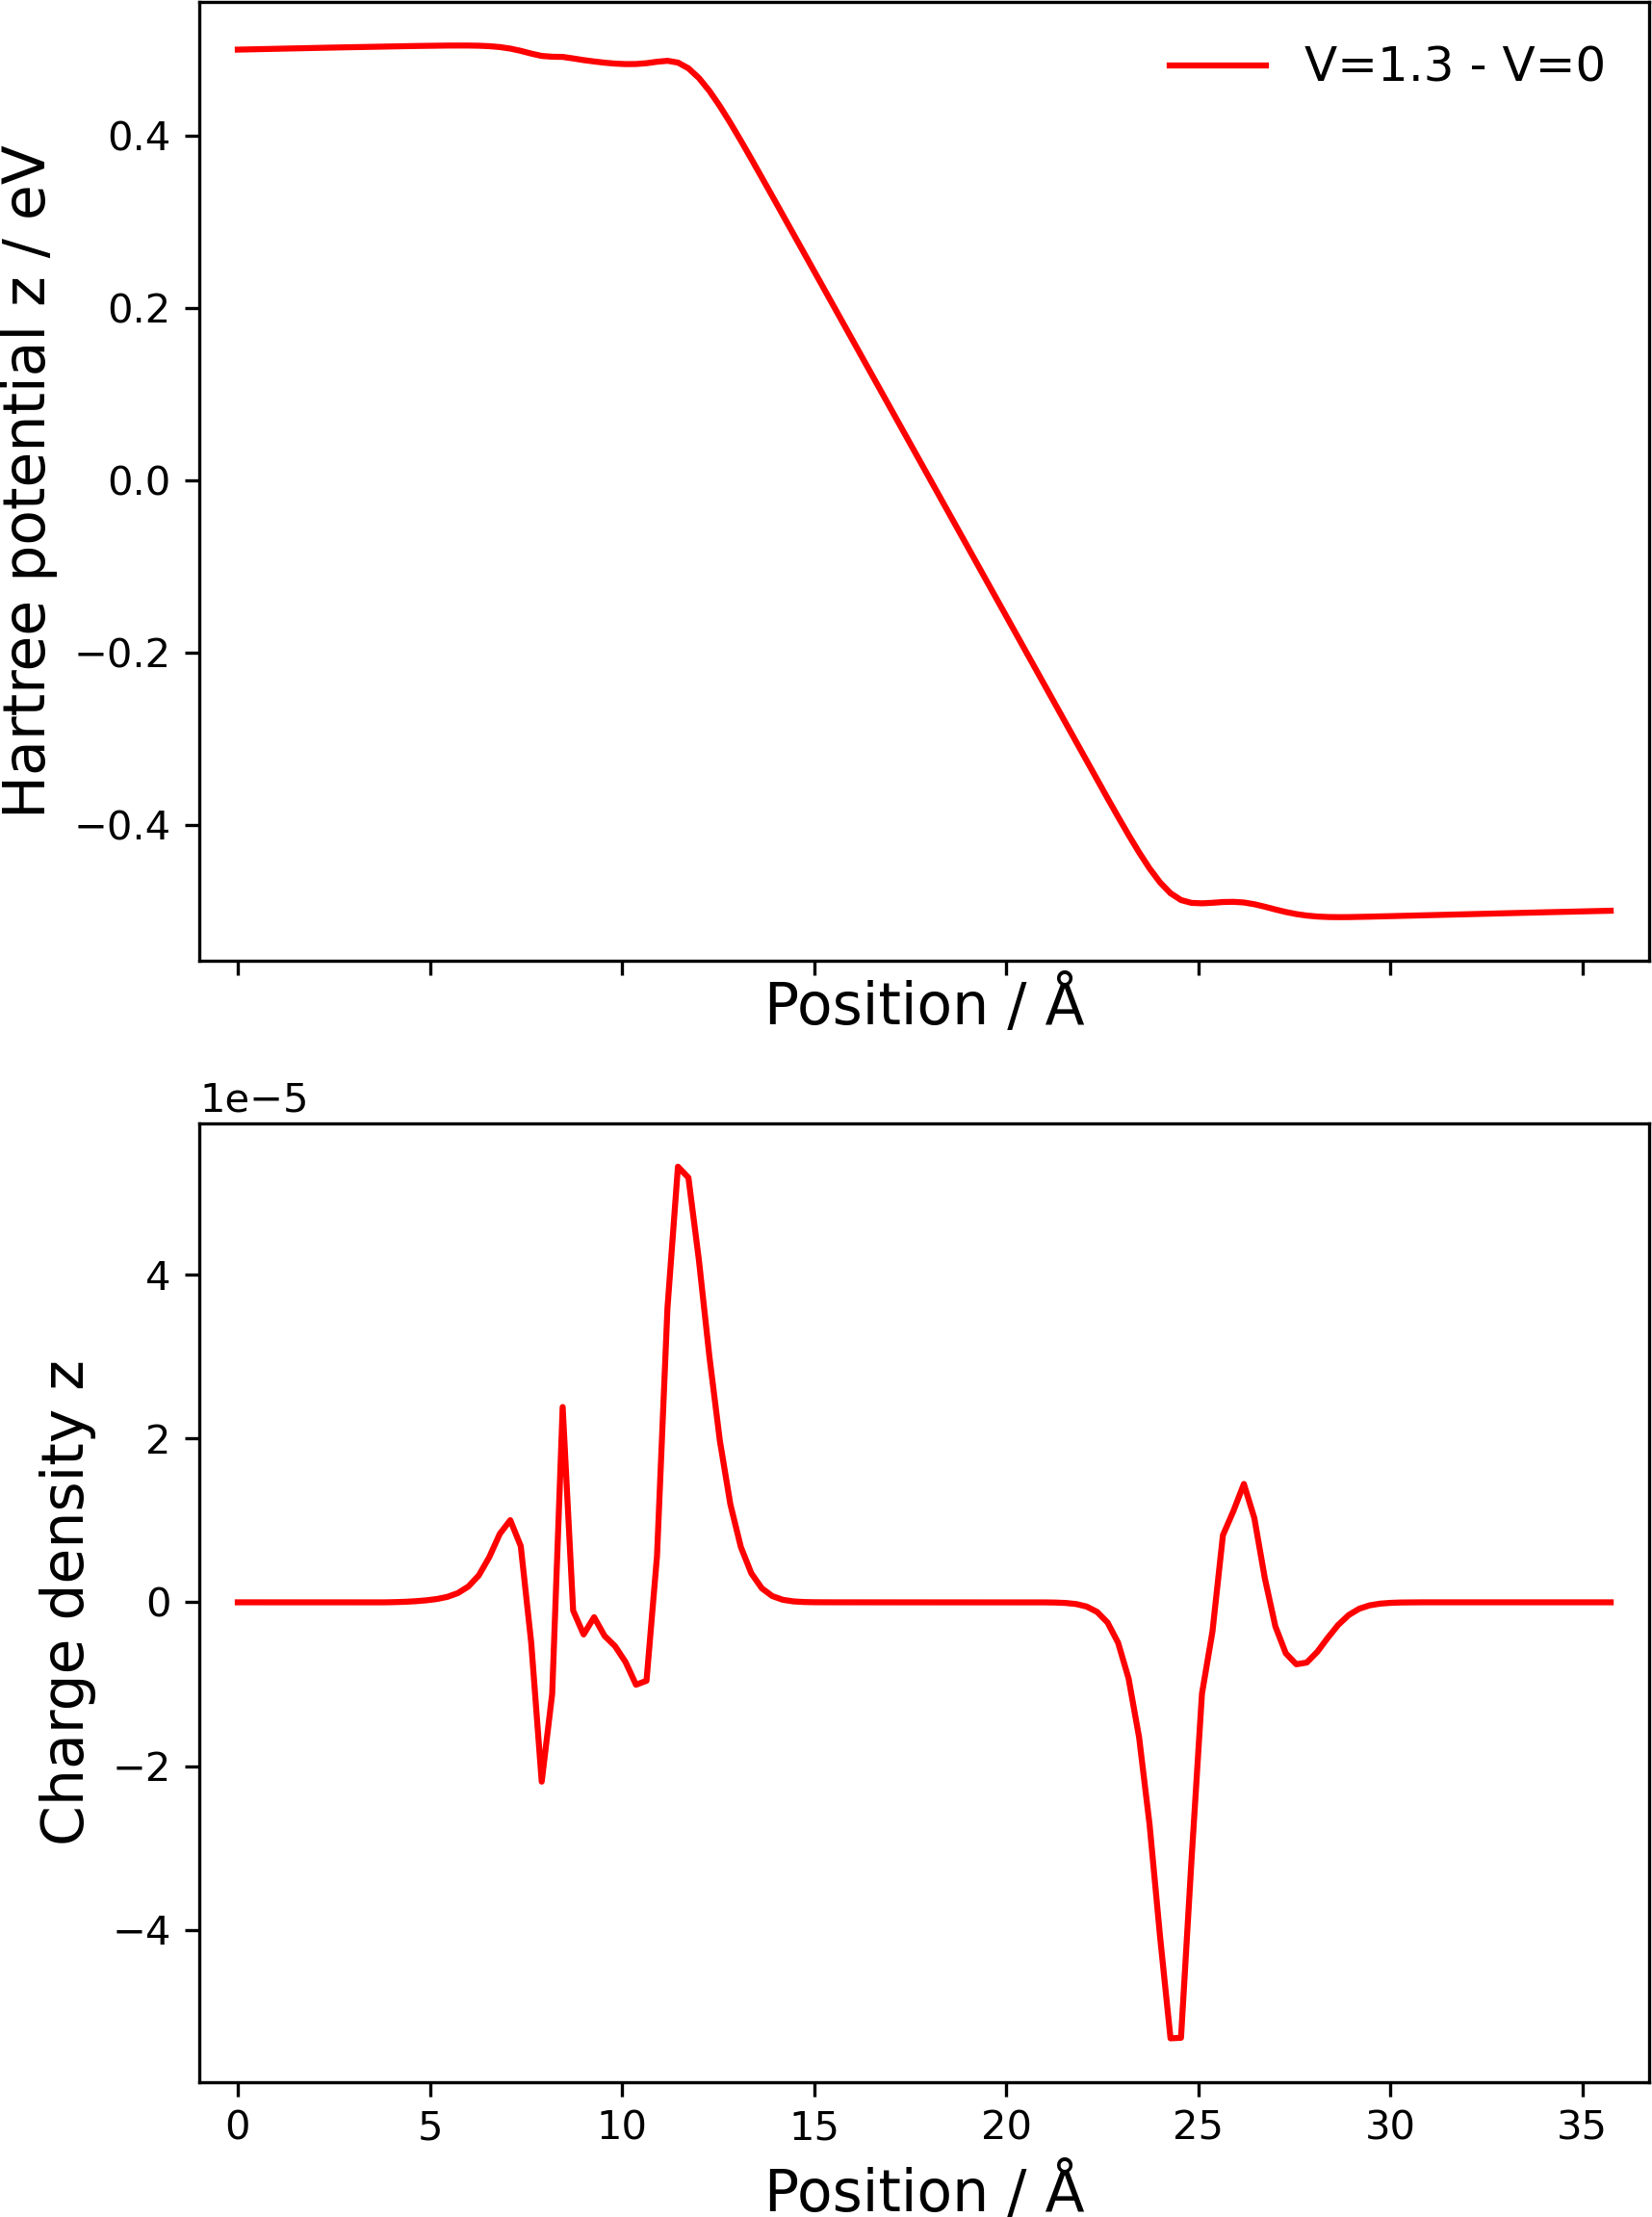 V=1.3 - V=0
Hartree potential z / eV
0.4
0.2
0.0
−0.2
−0.4
Position / Å
1e−5
Charge density z
4
2
0
−2
−4
0 5 10 15 20 25 30 35
Position / Å